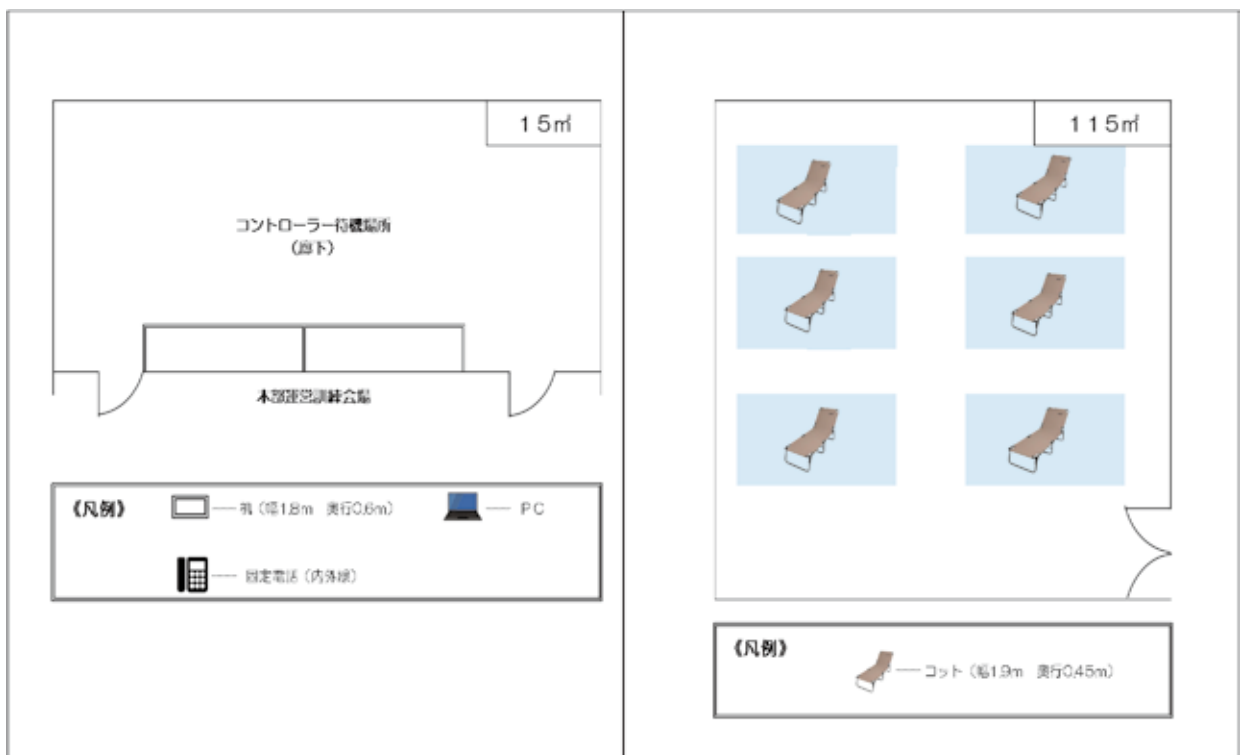 15㎡
コントローラー待機場所
（廊下）
本部運営訓練会場
《凡例》
机（幅1.8m　奥行0.6m）
PC
固定電話（内外線）
115㎡
《凡例》
コット（幅1.9m　奥行0.45m）